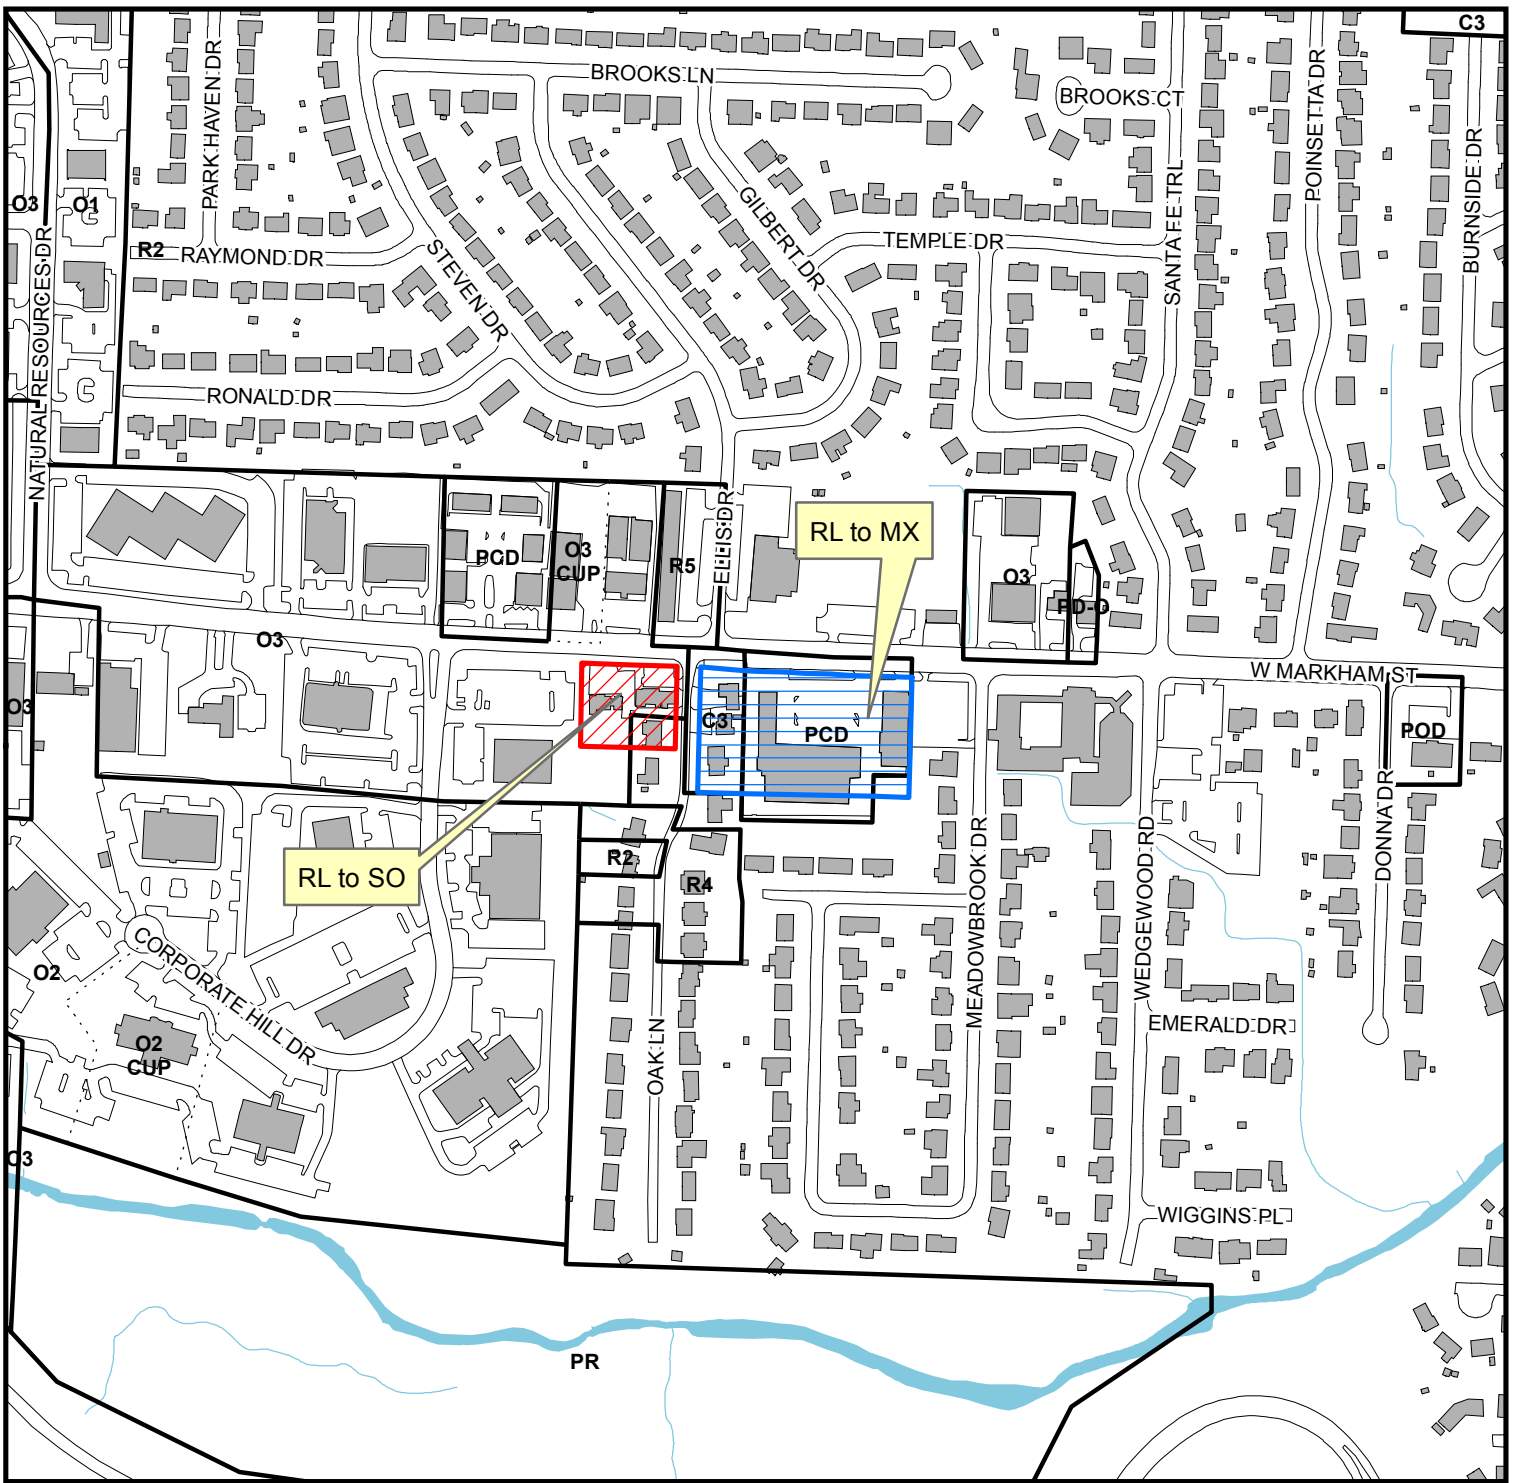 C3
BROOKS LN
BROOKS CT
PARK HAVEN DR
POINSETTA DR
BURNSIDE DR
O3
O1
GILBERT DR
SANTA FE TRL
R2
RAYMOND DR
STEVEN DR
TEMPLE DR
NATURAL RESOURCES DR
RONALD DR
ELLIS DR
RL to MX
PCD
O3
CUP
R5
O3
PD-O
O3
W MARKHAM ST
O3
C3
PCD
POD
DONNA DR
RL to SO
R2
R4
MEADOWBROOK DR
WEDGEWOOD RD
CORPORATE HILL DR
O2
EMERALD DR
O2
CUP
OAK LN
O3
WIGGINS PL
PR